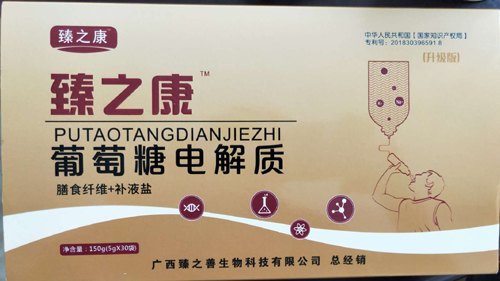 臻之康
中华人民共和国【国家知识产权局】
专利号：201830396591.8
(升级版)
臻之康™
PUTAOTANGDIANJIEZHI
葡萄糖电解质
膳食纤维+补液盐
净含量：150g(5gX30袋)
广西臻之善生物科技有限公司 总经销